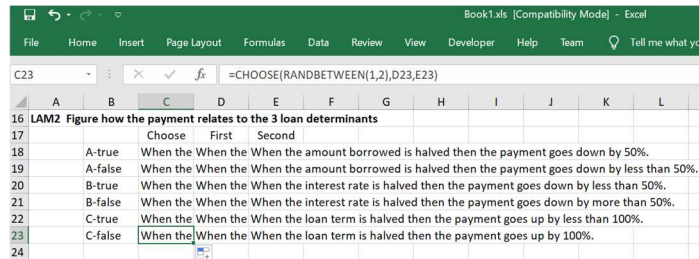 Book1.xls [Compatibility Mode] - Excel
File Home Insert Page Layout Formulas Data Review View Developer Help Team Tell me what yo
C23 fx =CHOOSE(RANDBETWEEN(1,2),D23,E23)
A B C D E F G H I J K L
16 LAM2 Figure how the payment relates to the 3 loan determinants
17 Choose First Second
18 A-true When the When the When the amount borrowed is halved then the payment goes down by 50%.
19 A-false When the When the When the amount borrowed is halved then the payment goes down by less than 50%.
20 B-true When the When the When the interest rate is halved then the payment goes down by less than 50%.
21 B-false When the When the When the interest rate is halved then the payment goes down by more than 50%.
22 C-true When the When the When the loan term is halved then the payment goes up by less than 100%.
23 C-false When the When the When the loan term is halved then the payment goes up by 100%.
24